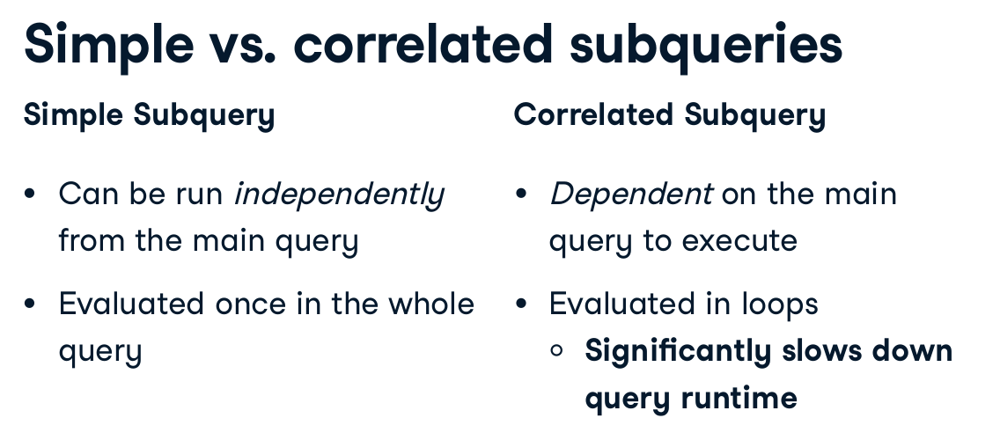 Simple vs. correlated subqueries
Simple Subquery
• Can be run independently
from the main query
• Evaluated once in the whole
query
Correlated Subquery
• Dependent on the main
query to execute
• Evaluated in loops
○ Significantly slows down
query runtime